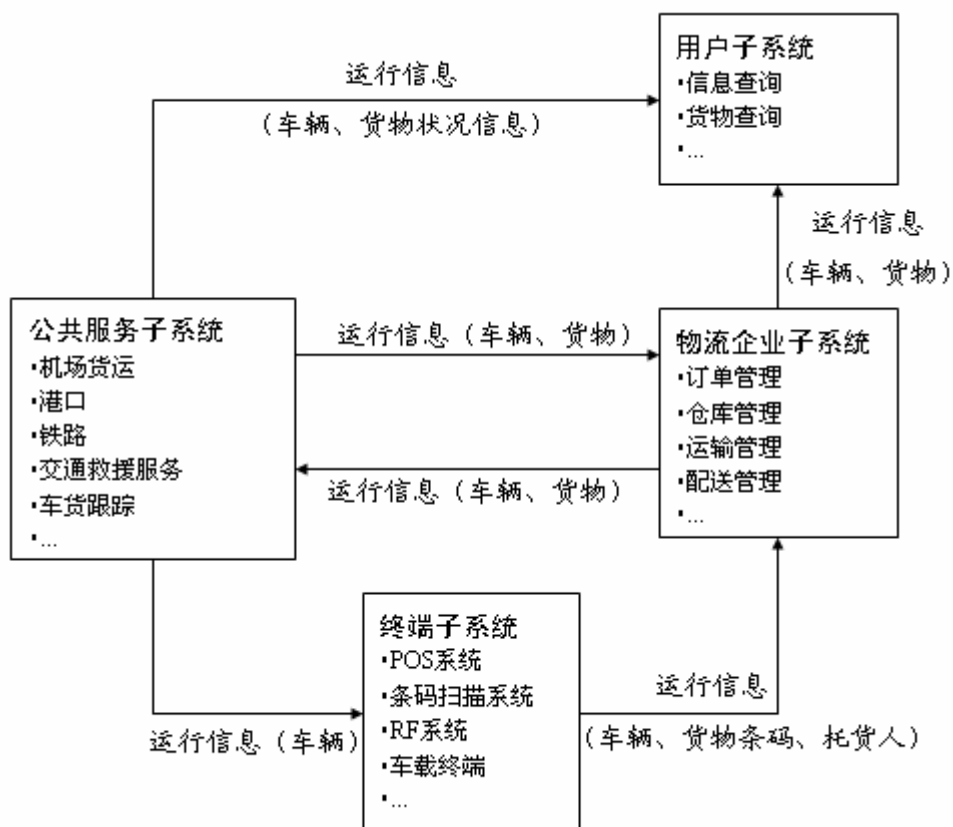 用户子系统
•信息查询
•货物查询
•...
运行信息
（车辆、货物状况信息）
运行信息
（车辆、货物）
公共服务子系统
•机场货运
•港口
•铁路
•交通救援服务
•车货跟踪
•...
运行信息（车辆、货物）
物流企业子系统
•订单管理
•仓库管理
•运输管理
•配送管理
•...
运行信息（车辆、货物）
终端子系统
•POS系统
•条码扫描系统
•RF系统
•车载终端
•...
运行信息（车辆）
运行信息
（车辆、货物条码、托货人）